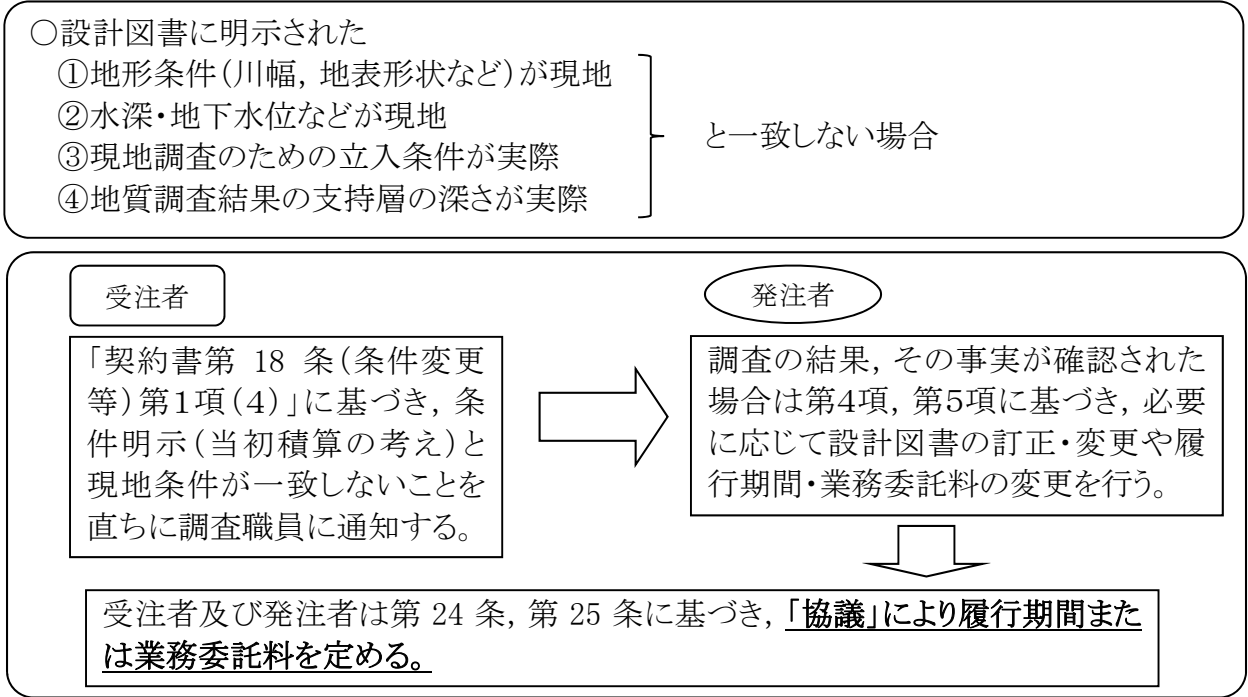 ○設計図書に明示された
①地形条件(川幅, 地表形状など)が現地
②水深・地下水位などが現地
③現地調査のための立入条件が実際
④地質調査結果の支持層の深さが実際
と一致しない場合
受注者
「契約書第 18 条(条件変更
等)第1項(4)」に基づき, 条
件明示(当初積算の考え)と
現地条件が一致しないことを
直ちに調査職員に通知する。
発注者
調査の結果, その事実が確認された
場合は第4項, 第5項に基づき, 必要
に応じて設計図書の訂正・変更や履
行期間・業務委託料の変更を行う。
受注者及び発注者は第 24 条, 第 25 条に基づき, 「協議」により履行期間また
は業務委託料を定める。